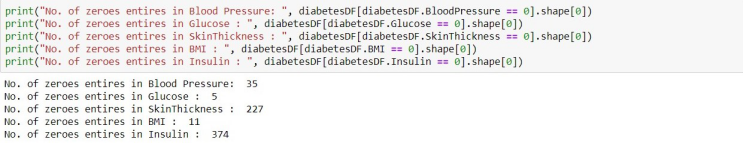 print("No. of zeroes entires in Blood Pressure: ", diabetesDF[diabetesDF.BloodPressure == 0].shape[0])
print("No. of zeroes entires in Glucose : ", diabetesDF[diabetesDF.Glucose == 0].shape[0])
print("No. of zeroes entires in SkinThickness : ", diabetesDF[diabetesDF.SkinThickness == 0].shape[0])
print("No. of zeroes entires in BMI : ", diabetesDF[diabetesDF.BMI == 0].shape[0])
print("No. of zeroes entires in Insulin : ", diabetesDF[diabetesDF.Insulin == 0].shape[0])
No. of zeroes entires in Blood Pressure:  35
No. of zeroes entires in Glucose :  5
No. of zeroes entires in SkinThickness :  227
No. of zeroes entires in BMI :  11
No. of zeroes entires in Insulin :  374